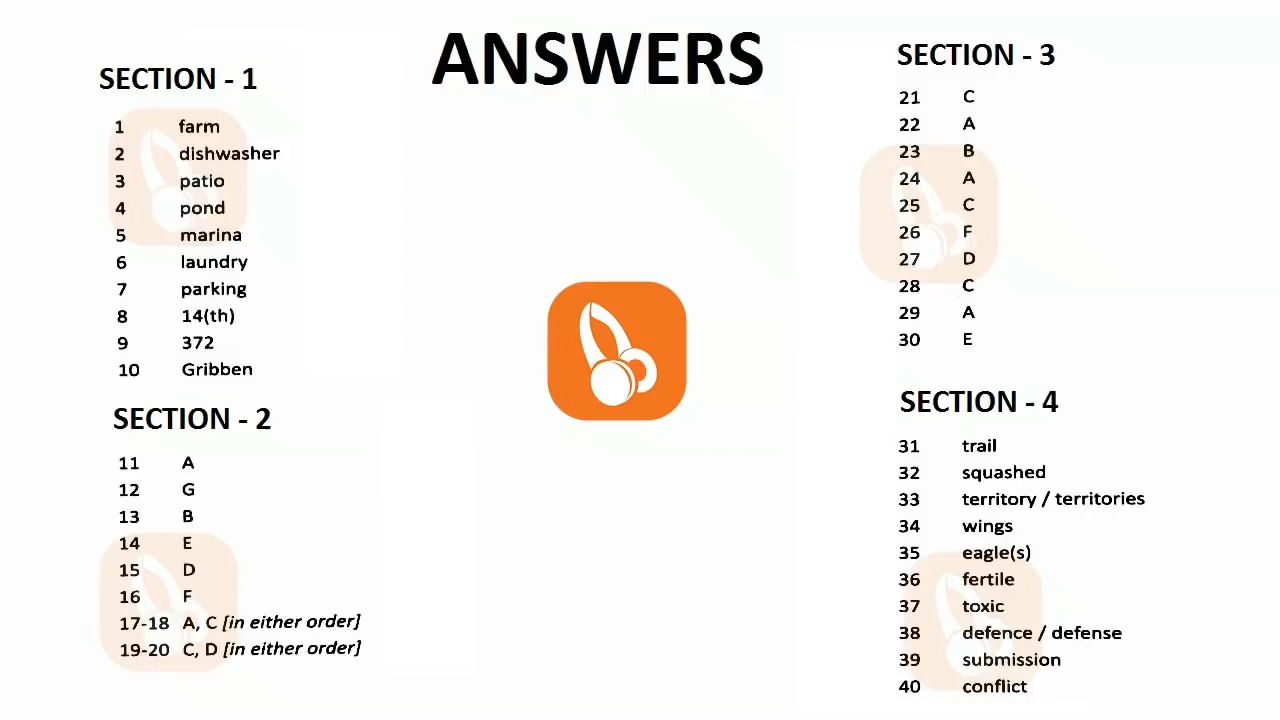 ANSWERS
SECTION - 1
1 farm
2 dishwasher
3 patio
4 pond
5 marina
6 laundry
7 parking
8 14(th)
9 372
10 Gribben
SECTION - 2
11 A
12 G
13 B
14 E
15 D
16 F
17-18 A, C [in either order]
19-20 C, D [in either order]
SECTION - 3
21 C
22 A
23 B
24 A
25 C
26 F
27 D
28 C
29 A
30 E
SECTION - 4
31 trail
32 squashed
33 territory / territories
34 wings
35 eagle(s)
36 fertile
37 toxic
38 defence / defense
39 submission
40 conflict